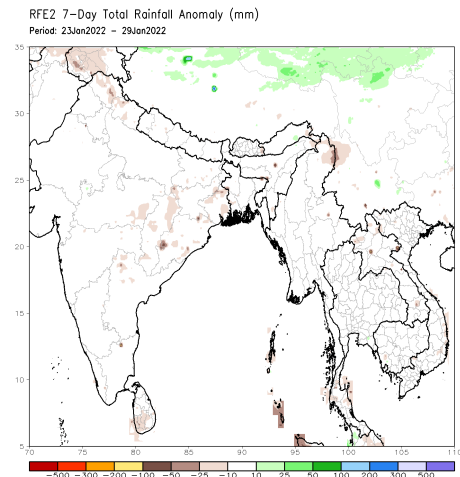 RFE2 7-Day Total Rainfall Anomaly (mm)
Period: 23Jan2022 - 29Jan2022
35
30
25
20
15
10
5
70 75 80 85 90 95 100 105 110
-500 -300 -200 -100 -50 -25 -10 10 25 50 100 200 300 500